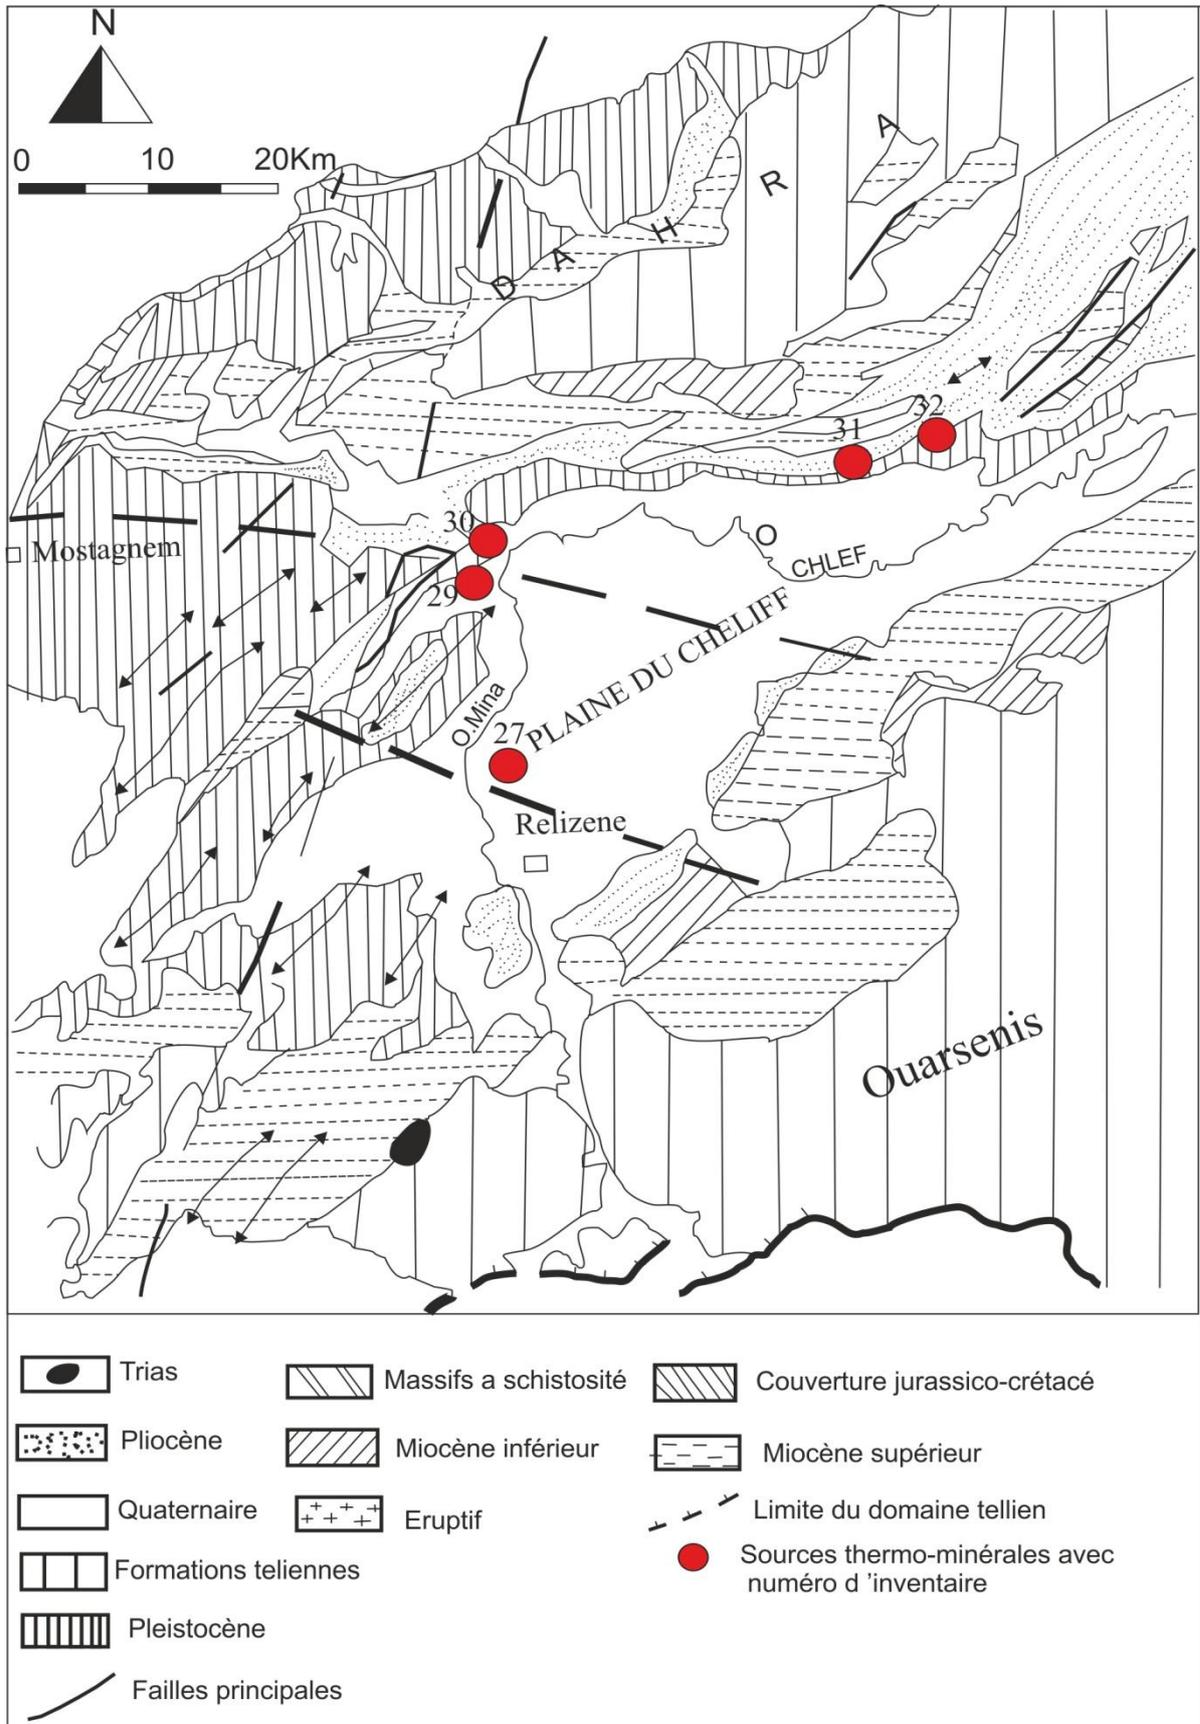 N
0 10 20Km
D A H R A
32
31
30
Mostagnem
O
CHLEF
29
PLAINE DU CHELIFF
O.Mina
27
Relizene
Ouarsenis
Trias
Massifs a schistosité
Couverture jurassico-crétacé
Pliocène
Miocène inférieur
Miocène supérieur
Quaternaire
Eruptif
Limite du domaine tellien
Formations teliennes
Sources thermo-minérales avec
numéro d 'inventaire
Pleistocène
Failles principales